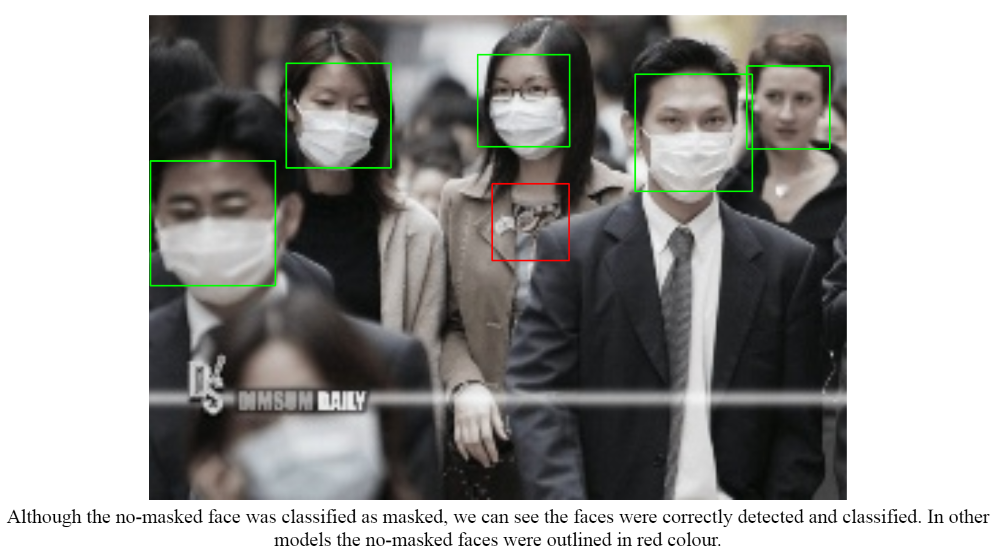 DS
DIMSUM DAILY
Although the no-masked face was classified as masked, we can see the faces were correctly detected and classified. In other
models the no-masked faces were outlined in red colour.